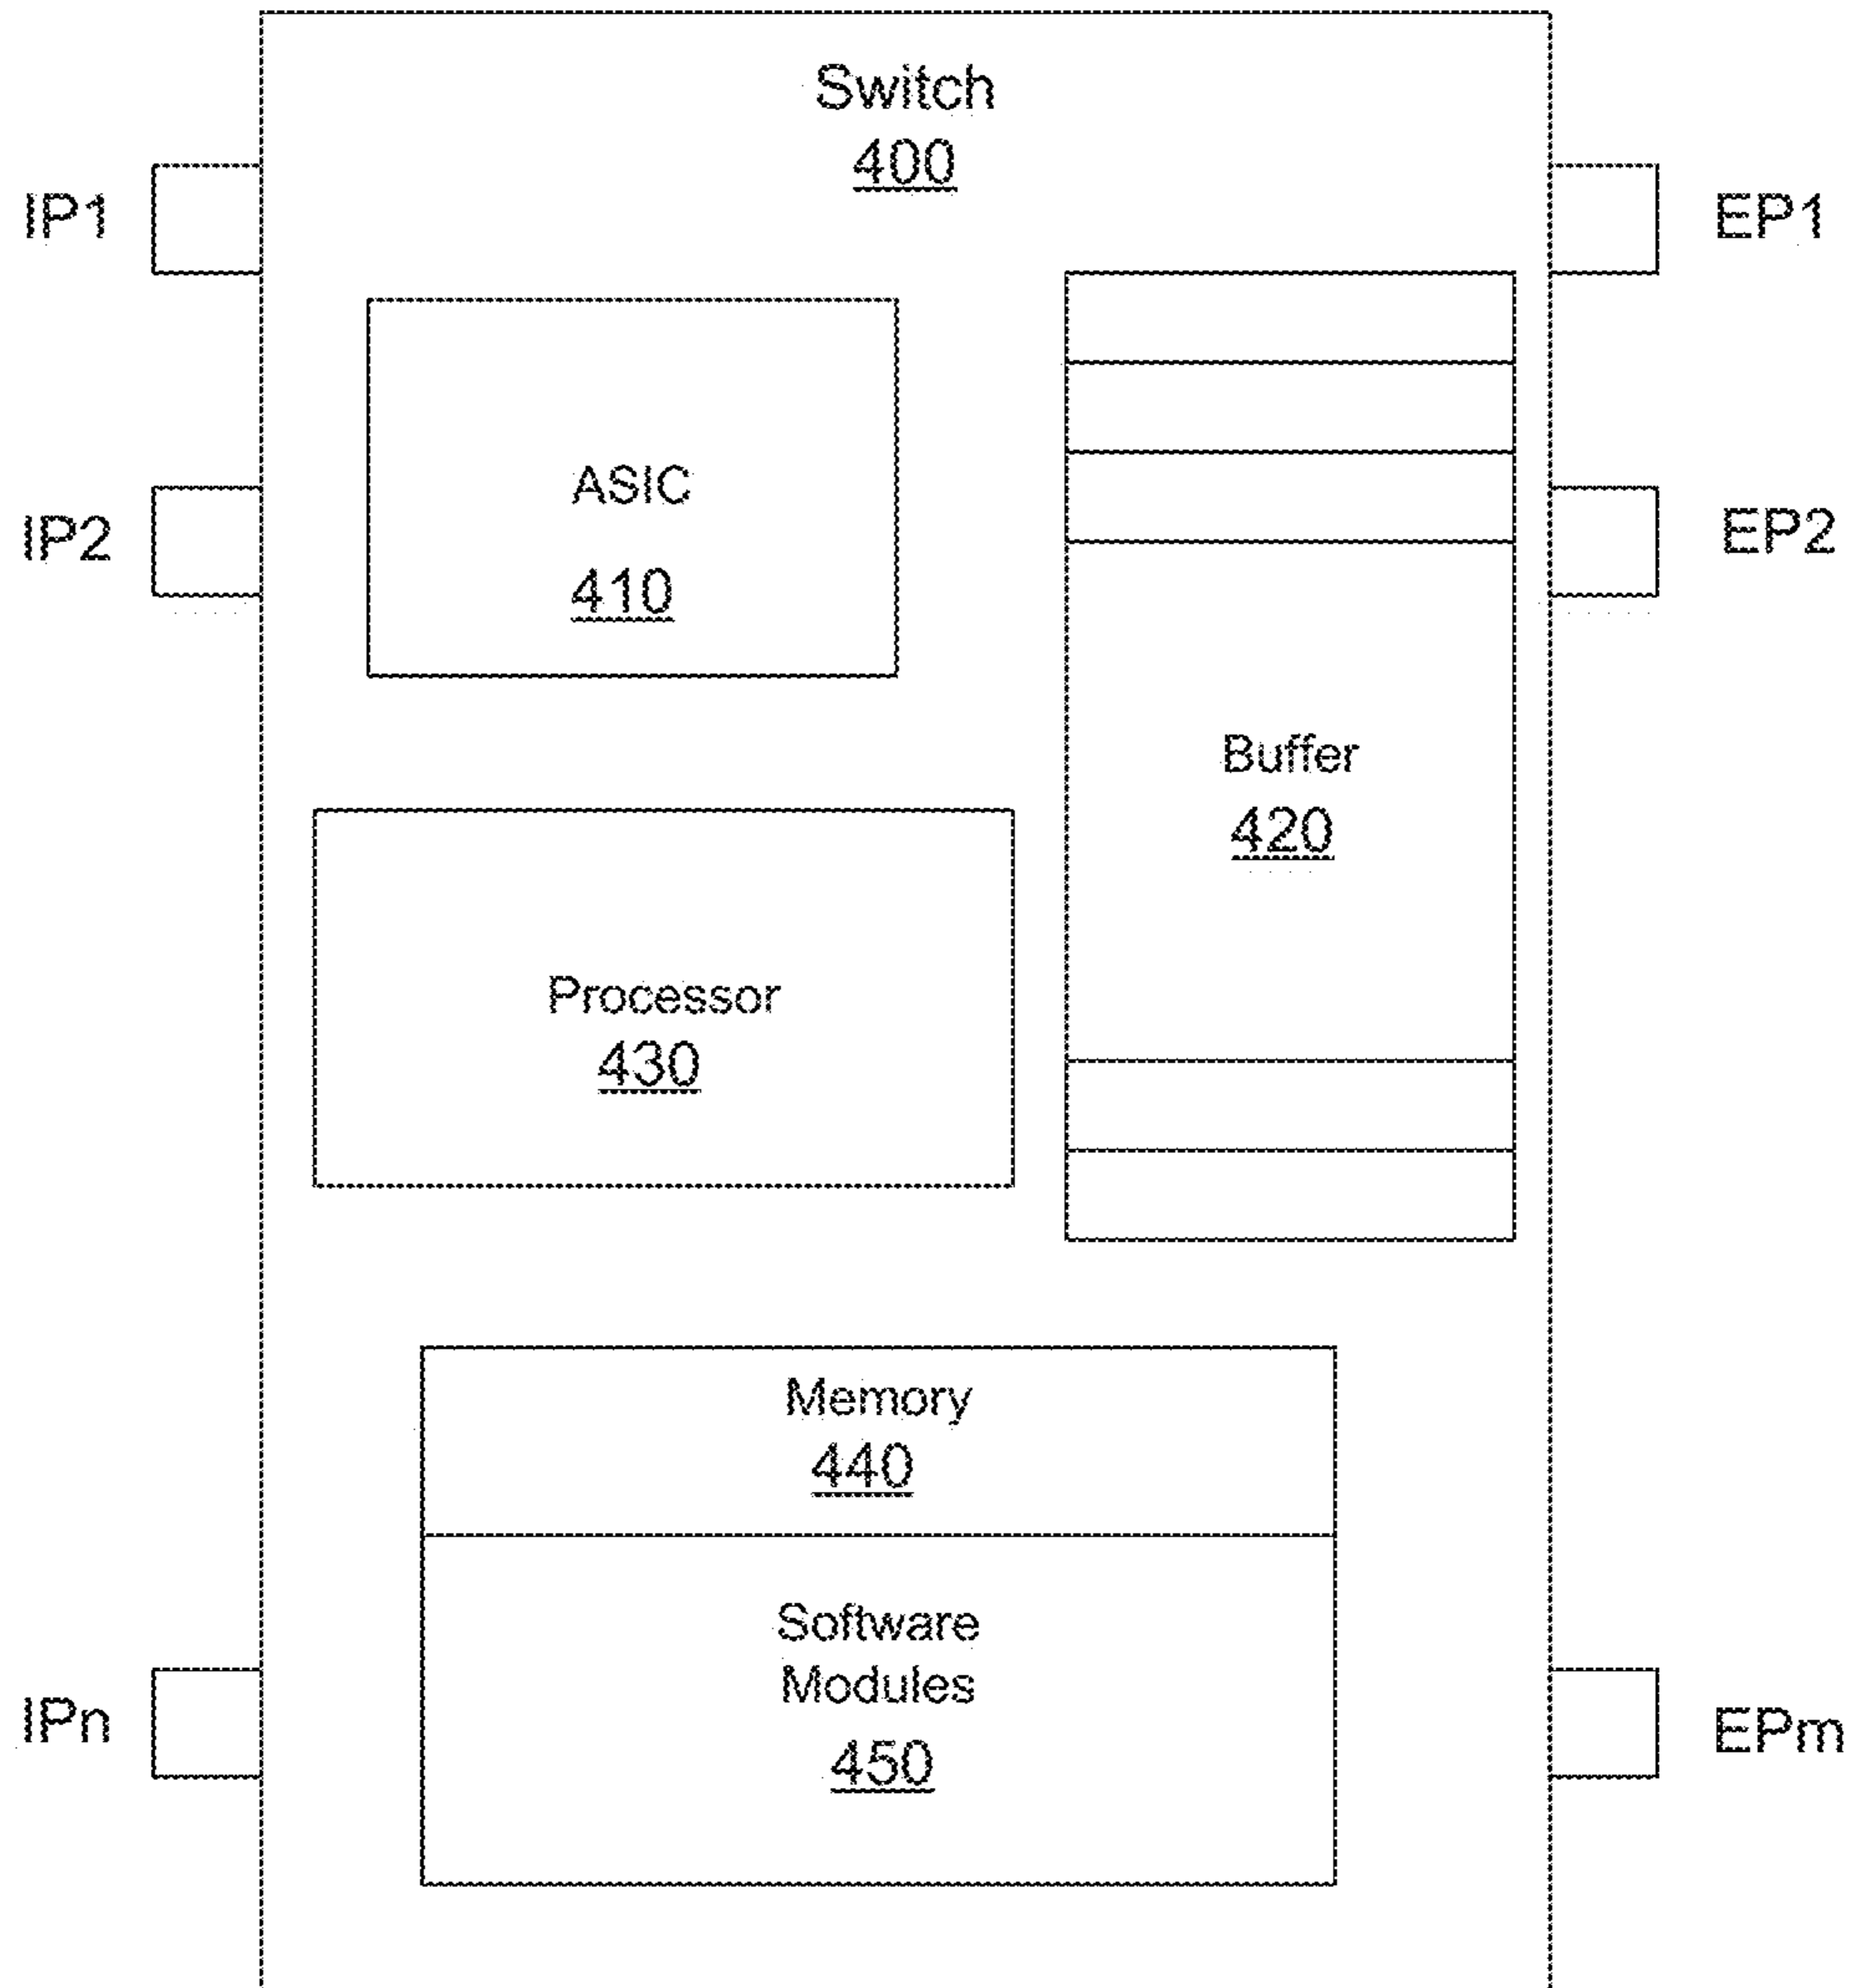 Switch
400
IP1
EP1
ASIC
410
IP2
EP2
Buffer
420
Processor
430
Memory
440
Software
Modules
450
IPn
EPm